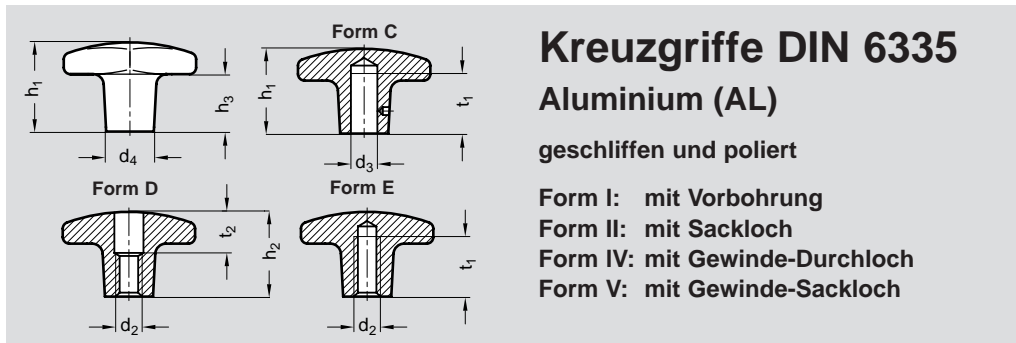 Form C
h₁
h₃
d₄
h₁
t₁
d₃
Form D
Form E
t₂
h₂
d₂
t₁
d₂
Kreuzgriffe DIN 6335
Aluminium (AL)
geschliffen und poliert
Form I: mit Vorbohrung
Form II: mit Sackloch
Form IV: mit Gewinde-Durchloch
Form V: mit Gewinde-Sackloch